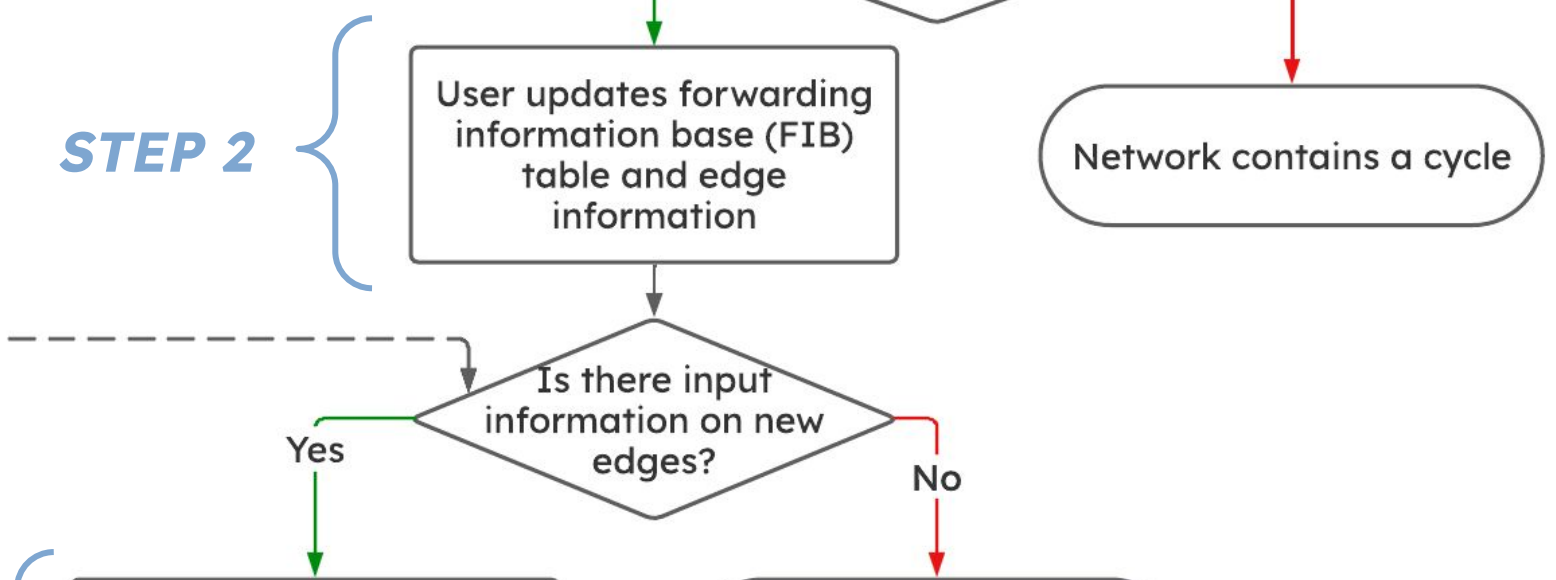 STEP 2
User updates forwarding
information base (FIB)
table and edge
information
Network contains a cycle
Is there input
information on new
edges?
Yes
No